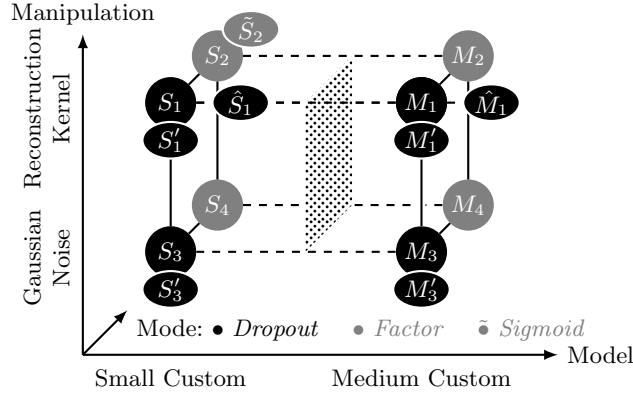 Manipulation
Reconstruction
Kernel
Gaussian
Noise
S̃₂
S₂
M₂
S₁
Ŝ₁
M₁
M̂₁
S′₁
M′₁
S₄
M₄
S₃
M₃
S′₃
M′₃
Mode: • Dropout • Factor •̃ Sigmoid
Model
Small Custom Medium Custom